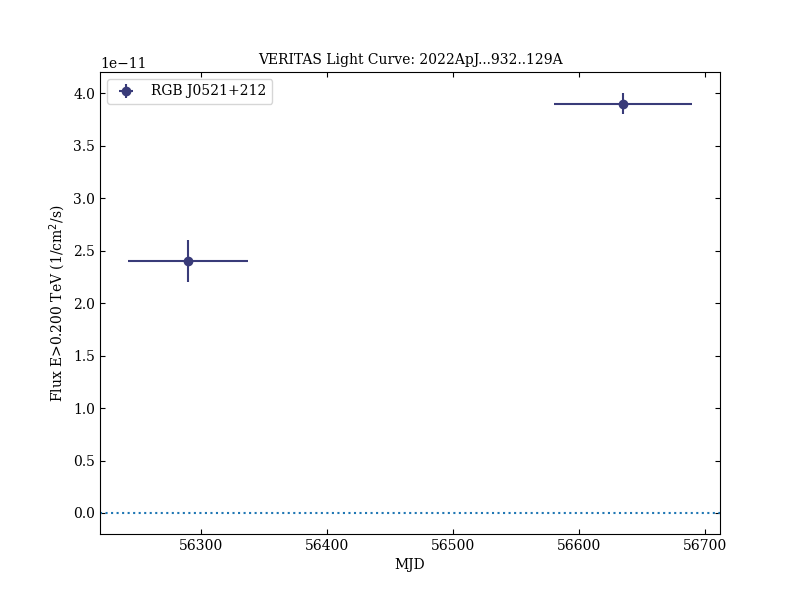 VERITAS Light Curve: 2022ApJ...932..129A
1e−11
RGB J0521+212
4.0
3.5
3.0
2.5
2.0
1.5
1.0
0.5
0.0
Flux E>0.200 TeV (1/cm²/s)
56300 56400 56500 56600 56700
MJD